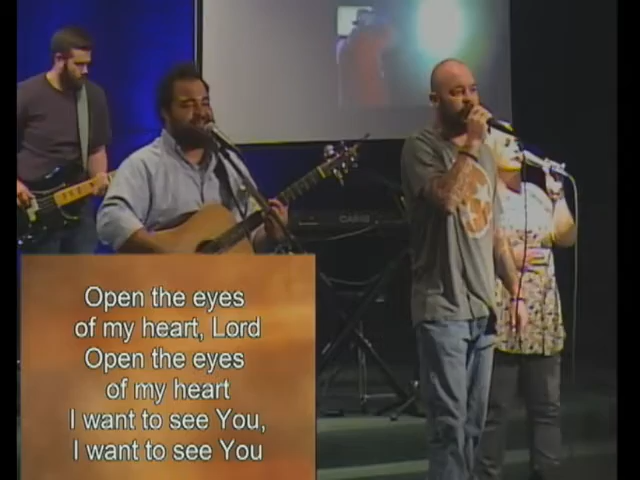 CASIO
Open the eyes
of my heart, Lord
Open the eyes
of my heart
I want to see You,
I want to see You